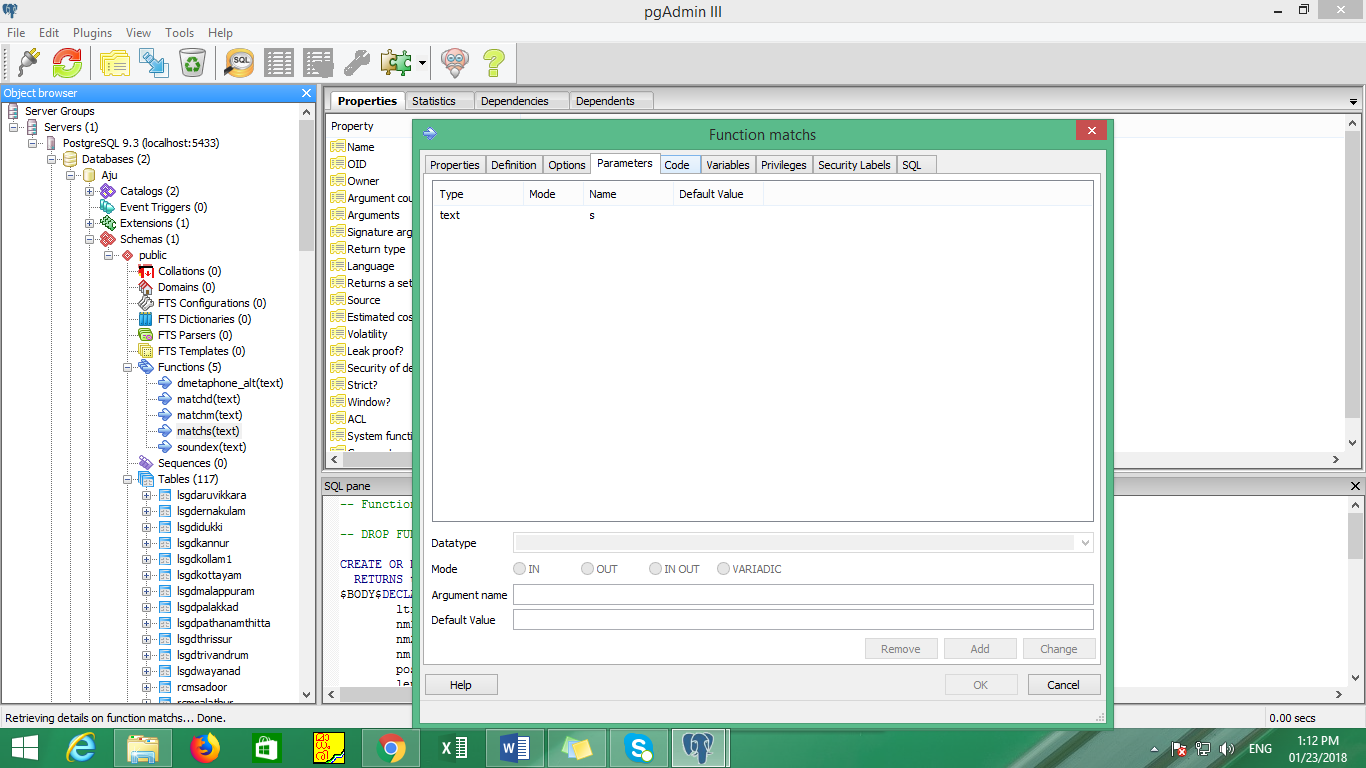 pgAdmin III
File Edit Plugins View Tools Help
SQL
Object browser
Server Groups
Servers (1)
PostgreSQL 9.3 (localhost:5433)
Databases (2)
Aju
Catalogs (2)
Event Triggers (0)
Extensions (1)
Schemas (1)
public
Collations (0)
Domains (0)
FTS Configurations (0)
FTS Dictionaries (0)
FTS Parsers (0)
FTS Templates (0)
Functions (5)
dmetaphone_alt(text)
matchd(text)
matchm(text)
matchs(text)
soundex(text)
Sequences (0)
Tables (117)
lsgdaruvikkara
lsgdernakulam
lsgdidukki
lsgdkannur
lsgdkollam1
lsgdkottayam
lsgdmalappuram
lsgdpalakkad
lsgdpathanamthitta
lsgdthrissur
lsgdtrivandrum
lsgdwayanad
rcmsadoor
Properties Statistics Dependencies Dependents
Property
Name
OID
Owner
Argument cou
Arguments
Signature arg
Return type
Language
Returns a set
Source
Estimated cos
Volatility
Leak proof?
Security of de
Strict?
Window?
ACL
System functi
SQL pane
-- Function
-- DROP FUN
CREATE OR
RETURNS
$BODY$DECLA
lt
nm
nm
nm
pos
Function matchs
Properties Definition Options Parameters Code Variables Privileges Security Labels SQL
Type Mode Name Default Value
text s
Datatype
Mode IN OUT IN OUT VARIADIC
Argument name
Default Value
Remove Add Change
Help OK Cancel
Retrieving details on function matchs... Done.
0.00 secs
ENG
1:12 PM
01/23/2018